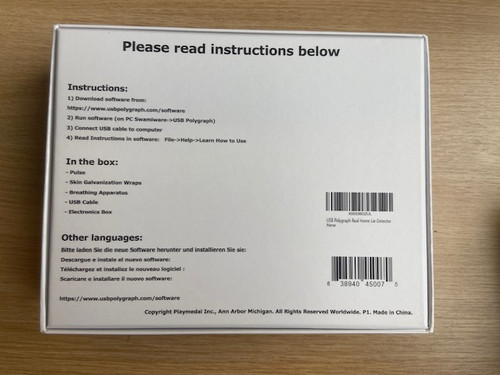 Please read instructions below
Instructions:
1) Download software from:
https://www.usbpolygraph.com/software
2) Run software (on PC Swamiware->USB Polygraph)
3) Connect USB cable to computer
4) Read Instructions in software: File->Help->Learn How to Use
In the box:
- Pulse
- Skin Galvanization Wraps
- Breathing Apparatus
- USB Cable
- Electronics Box
USB Polygraph Real Home Lie Detector
New
Other languages:
Bitte laden Sie die neue Software herunter und installieren Sie sie:
Descargue e instale el nuevo software:
Téléchargez et installez le nouveau logiciel :
Scaricare e installare il nuovo software:
6 38940 45007 5
https://www.usbpolygraph.com/software
Copyright Playmedal Inc., Ann Arbor Michigan. All Rights Reserved Worldwide. P1. Made in China.